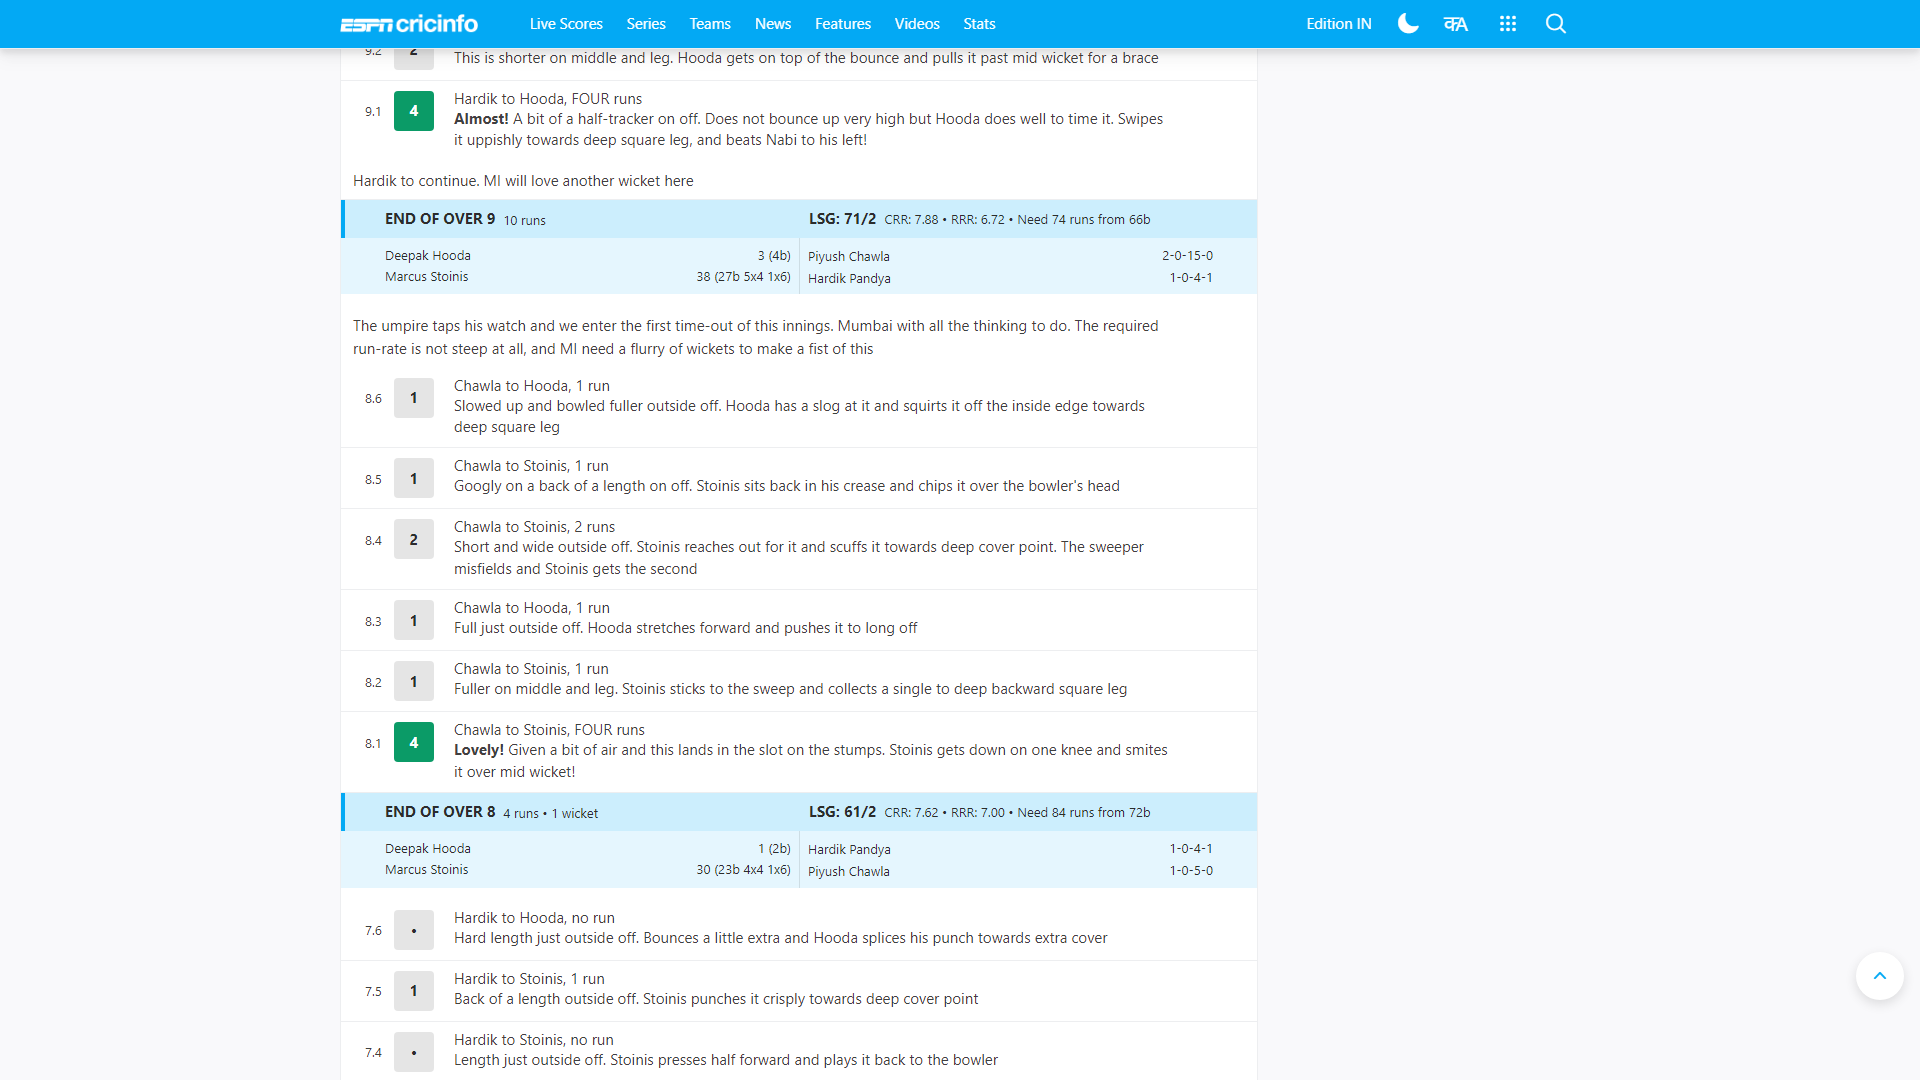 ESPN cricinfo Live Scores Series Teams News Features Videos Stats Edition IN कA
9.2 2 This is shorter on middle and leg. Hooda gets on top of the bounce and pulls it past mid wicket for a brace
Hardik to Hooda, FOUR runs
9.1 4 Almost! A bit of a half-tracker on off. Does not bounce up very high but Hooda does well to time it. Swipes
it uppishly towards deep square leg, and beats Nabi to his left!
Hardik to continue. MI will love another wicket here
END OF OVER 9 10 runs LSG: 71/2 CRR: 7.88 • RRR: 6.72 • Need 74 runs from 66b
Deepak Hooda 3 (4b) Piyush Chawla 2-0-15-0
Marcus Stoinis 38 (27b 5x4 1x6) Hardik Pandya 1-0-4-1
The umpire taps his watch and we enter the first time-out of this innings. Mumbai with all the thinking to do. The required
run-rate is not steep at all, and MI need a flurry of wickets to make a fist of this
Chawla to Hooda, 1 run
8.6 1 Slowed up and bowled fuller outside off. Hooda has a slog at it and squirts it off the inside edge towards
deep square leg
Chawla to Stoinis, 1 run
8.5 1 Googly on a back of a length on off. Stoinis sits back in his crease and chips it over the bowler's head
Chawla to Stoinis, 2 runs
8.4 2 Short and wide outside off. Stoinis reaches out for it and scuffs it towards deep cover point. The sweeper
misfields and Stoinis gets the second
Chawla to Hooda, 1 run
8.3 1 Full just outside off. Hooda stretches forward and pushes it to long off
Chawla to Stoinis, 1 run
8.2 1 Fuller on middle and leg. Stoinis sticks to the sweep and collects a single to deep backward square leg
Chawla to Stoinis, FOUR runs
8.1 4 Lovely! Given a bit of air and this lands in the slot on the stumps. Stoinis gets down on one knee and smites
it over mid wicket!
END OF OVER 8 4 runs • 1 wicket LSG: 61/2 CRR: 7.62 • RRR: 7.00 • Need 84 runs from 72b
Deepak Hooda 1 (2b) Hardik Pandya 1-0-4-1
Marcus Stoinis 30 (23b 4x4 1x6) Piyush Chawla 1-0-5-0
Hardik to Hooda, no run
7.6 • Hard length just outside off. Bounces a little extra and Hooda splices his punch towards extra cover
Hardik to Stoinis, 1 run
7.5 1 Back of a length outside off. Stoinis punches it crisply towards deep cover point
Hardik to Stoinis, no run
7.4 • Length just outside off. Stoinis presses half forward and plays it back to the bowler